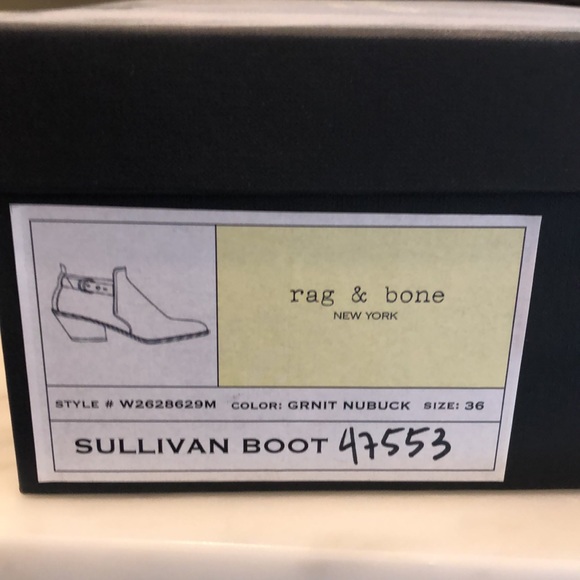 rag & bone
NEW YORK
STYLE # W2628629M COLOR: GRNIT NUBUCK SIZE: 36
SULLIVAN BOOT 47553